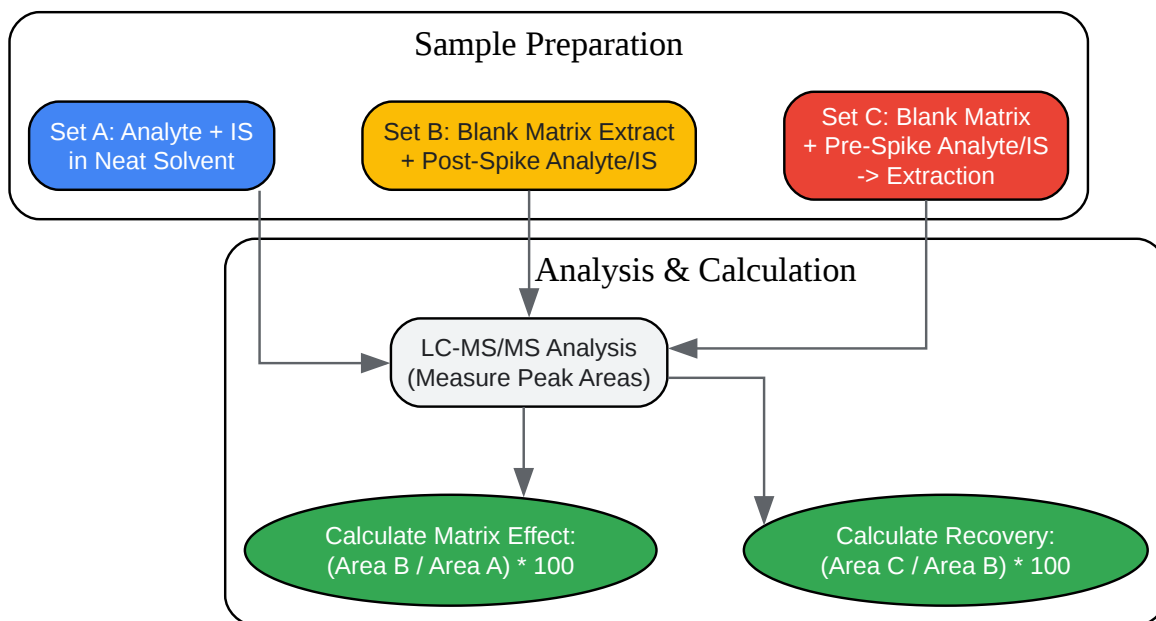 Sample Preparation
Set A: Analyte + IS
in Neat Solvent
Set B: Blank Matrix Extract
+ Post-Spike Analyte/IS
Set C: Blank Matrix
+ Pre-Spike Analyte/IS
-> Extraction
Analysis & Calculation
LC-MS/MS Analysis
(Measure Peak Areas)
Calculate Matrix Effect:
(Area B / Area A) * 100
Calculate Recovery:
(Area C / Area B) * 100